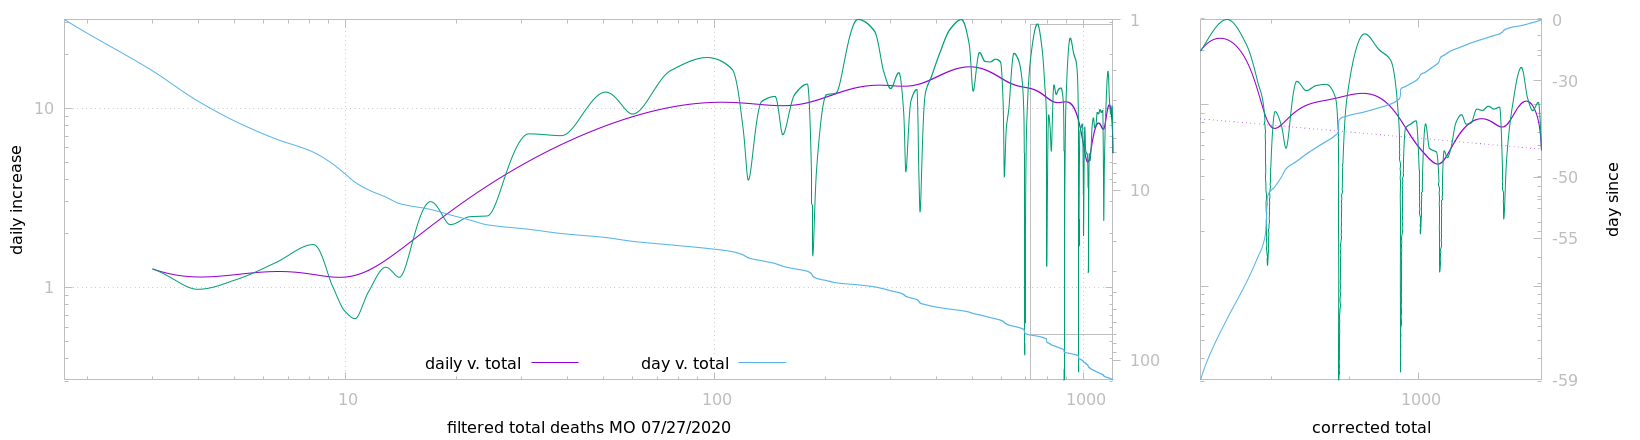 daily increase
10
1
1
10
100
daily v. total
day v. total
10
100
1000
filtered total deaths MO 07/27/2020
0
-30
-50
-55
-59
day since
1000
corrected total